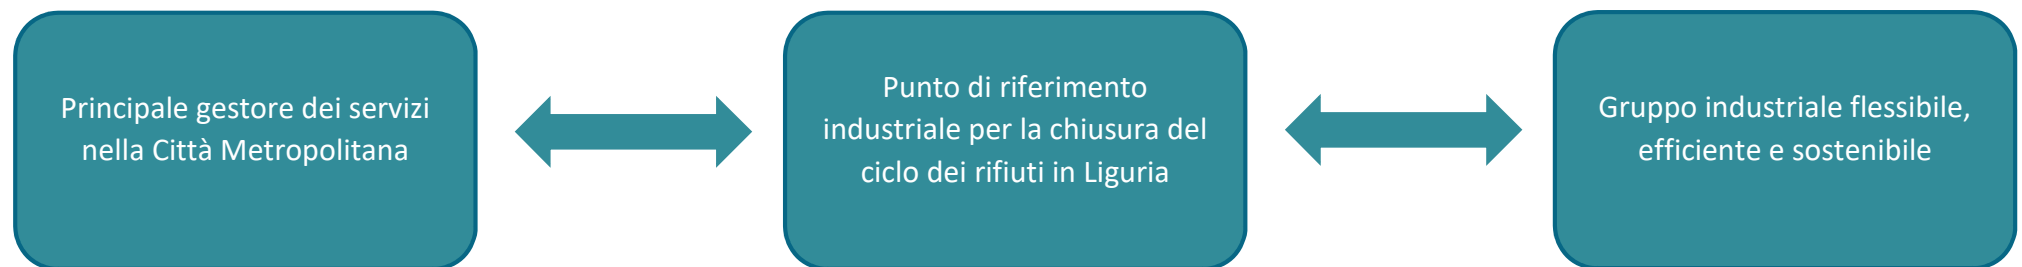 Principale gestore dei servizi
nella Città Metropolitana
Punto di riferimento
industriale per la chiusura del
ciclo dei rifiuti in Liguria
Gruppo industriale flessibile,
efficiente e sostenibile